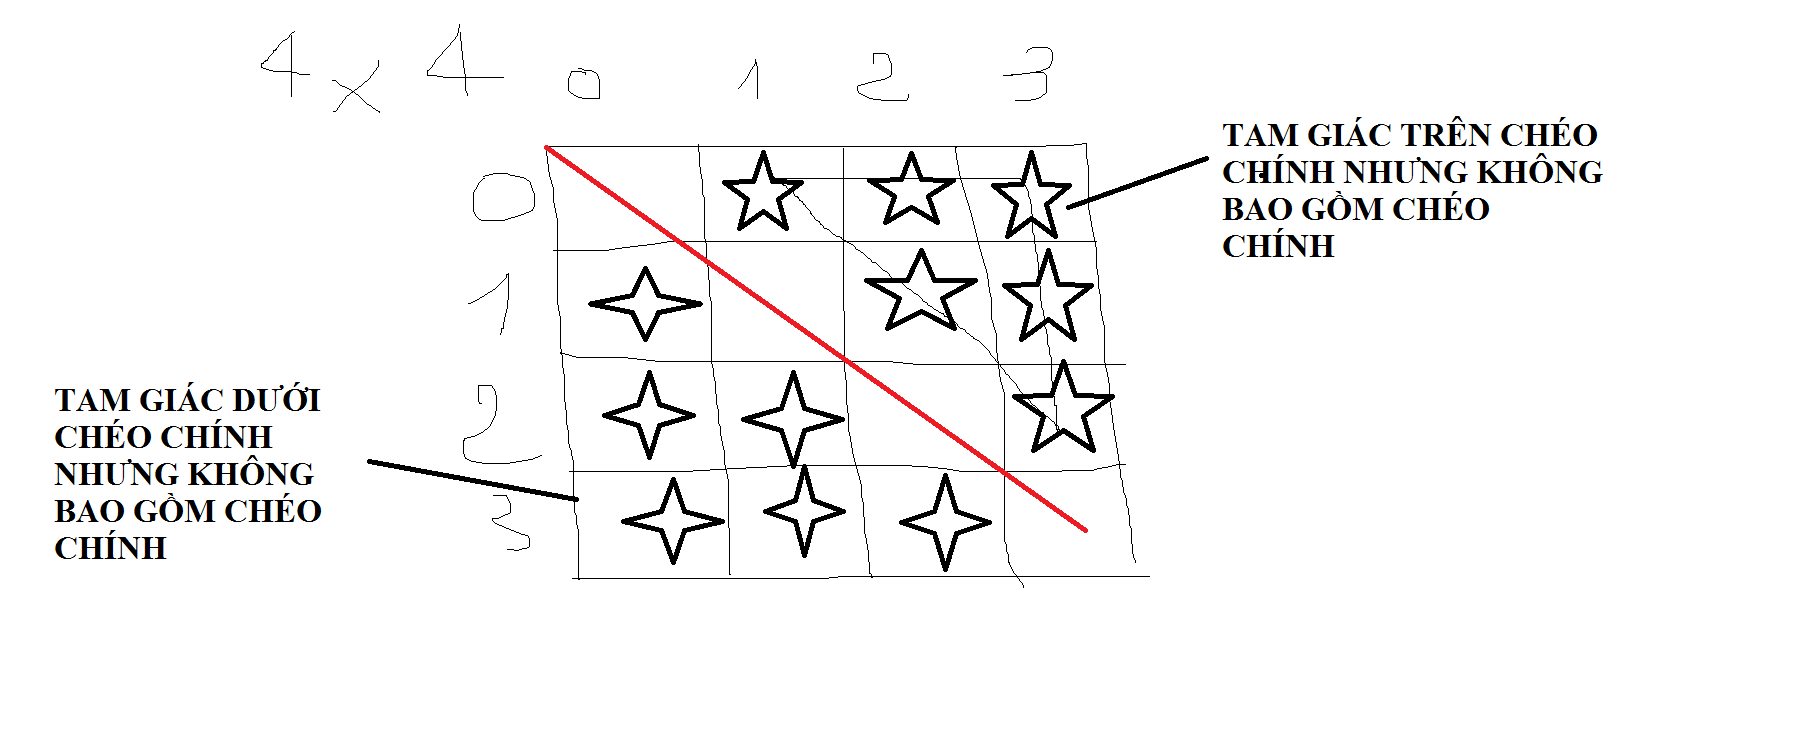 4 x 4
0 1 2 3
TAM GIÁC TRÊN CHÉO
CHÍNH NHƯNG KHÔNG
BAO GỒM CHÉO
CHÍNH
0
1
2
3
TAM GIÁC DƯỚI
CHÉO CHÍNH
NHƯNG KHÔNG
BAO GỒM CHÉO
CHÍNH